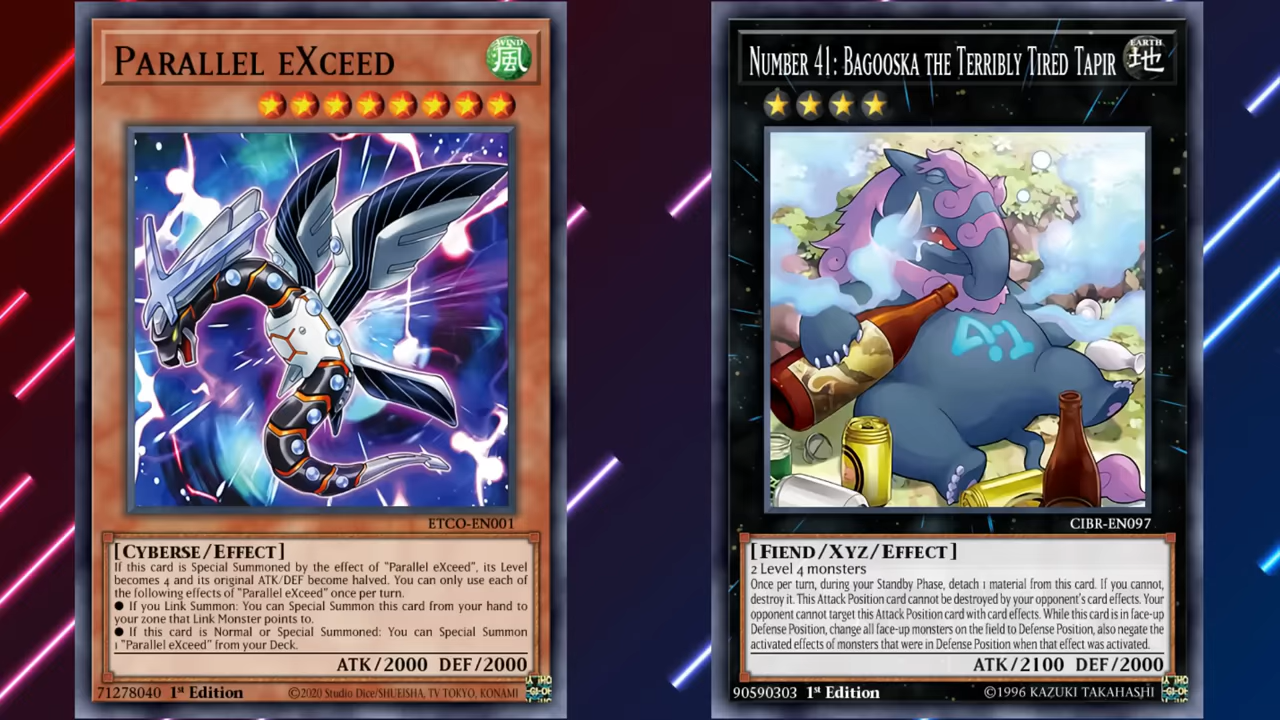 PARALLEL EXCEED
WIND
風
ETCO-EN001
[CYBERSE/EFFECT]
If this card is Special Summoned by the effect of "Parallel eXceed", its Level
becomes 4 and its original ATK/DEF become halved. You can only use each of
the following effects of "Parallel eXceed" once per turn.
● If you Link Summon: You can Special Summon this card from your hand to
your zone that Link Monster points to.
● If this card is Normal or Special Summoned: You can Special Summon
1 "Parallel eXceed" from your Deck.
ATK/2000 DEF/2000
71278040 1st Edition ©2020 Studio Dice/SHUEISHA, TV TOKYO, KONAMI
NUMBER 41: BAGOOSKA THE TERRIBLY TIRED TAPIR
EARTH
地
41
CIBR-EN097
[FIEND/XYZ/EFFECT]
2 Level 4 monsters
Once per turn, during your Standby Phase, detach 1 material from this card. If you cannot,
destroy it. This Attack Position card cannot be destroyed by your opponent's card effects. Your
opponent cannot target this Attack Position card with card effects. While this card is in face-up
Defense Position, change all face-up monsters on the field to Defense Position, also negate the
activated effects of monsters that were in Defense Position when that effect was activated.
ATK/2100 DEF/2000
90590303 1st Edition ©1996 KAZUKI TAKAHASHI